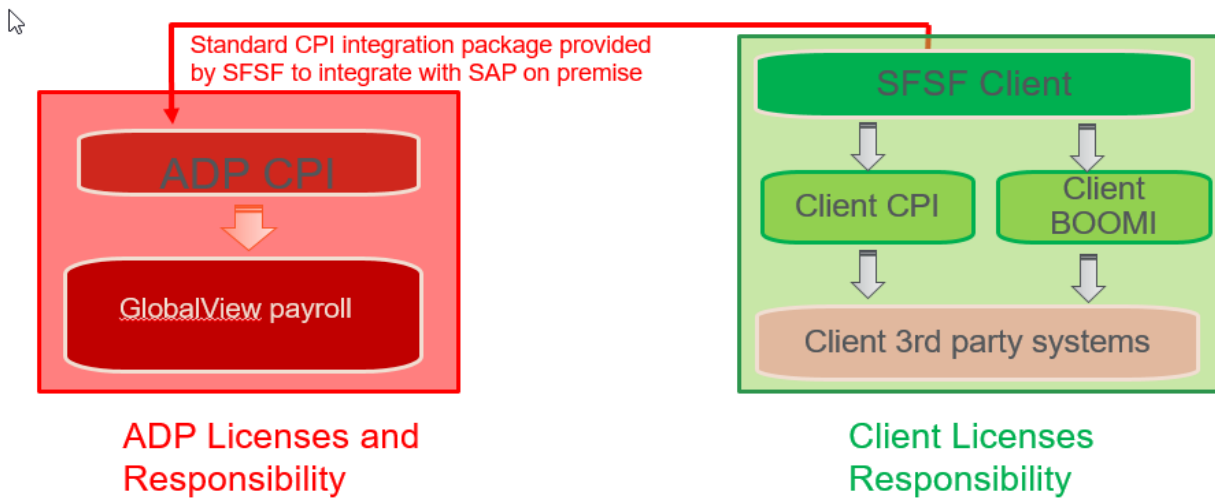 Standard CPI integration package provided
by SFSF to integrate with SAP on premise
SFSF Client
ADP CPI
Client CPI
Client
BOOMI
GlobalView payroll
Client 3rd party systems
ADP Licenses and
Responsibility
Client Licenses
Responsibility